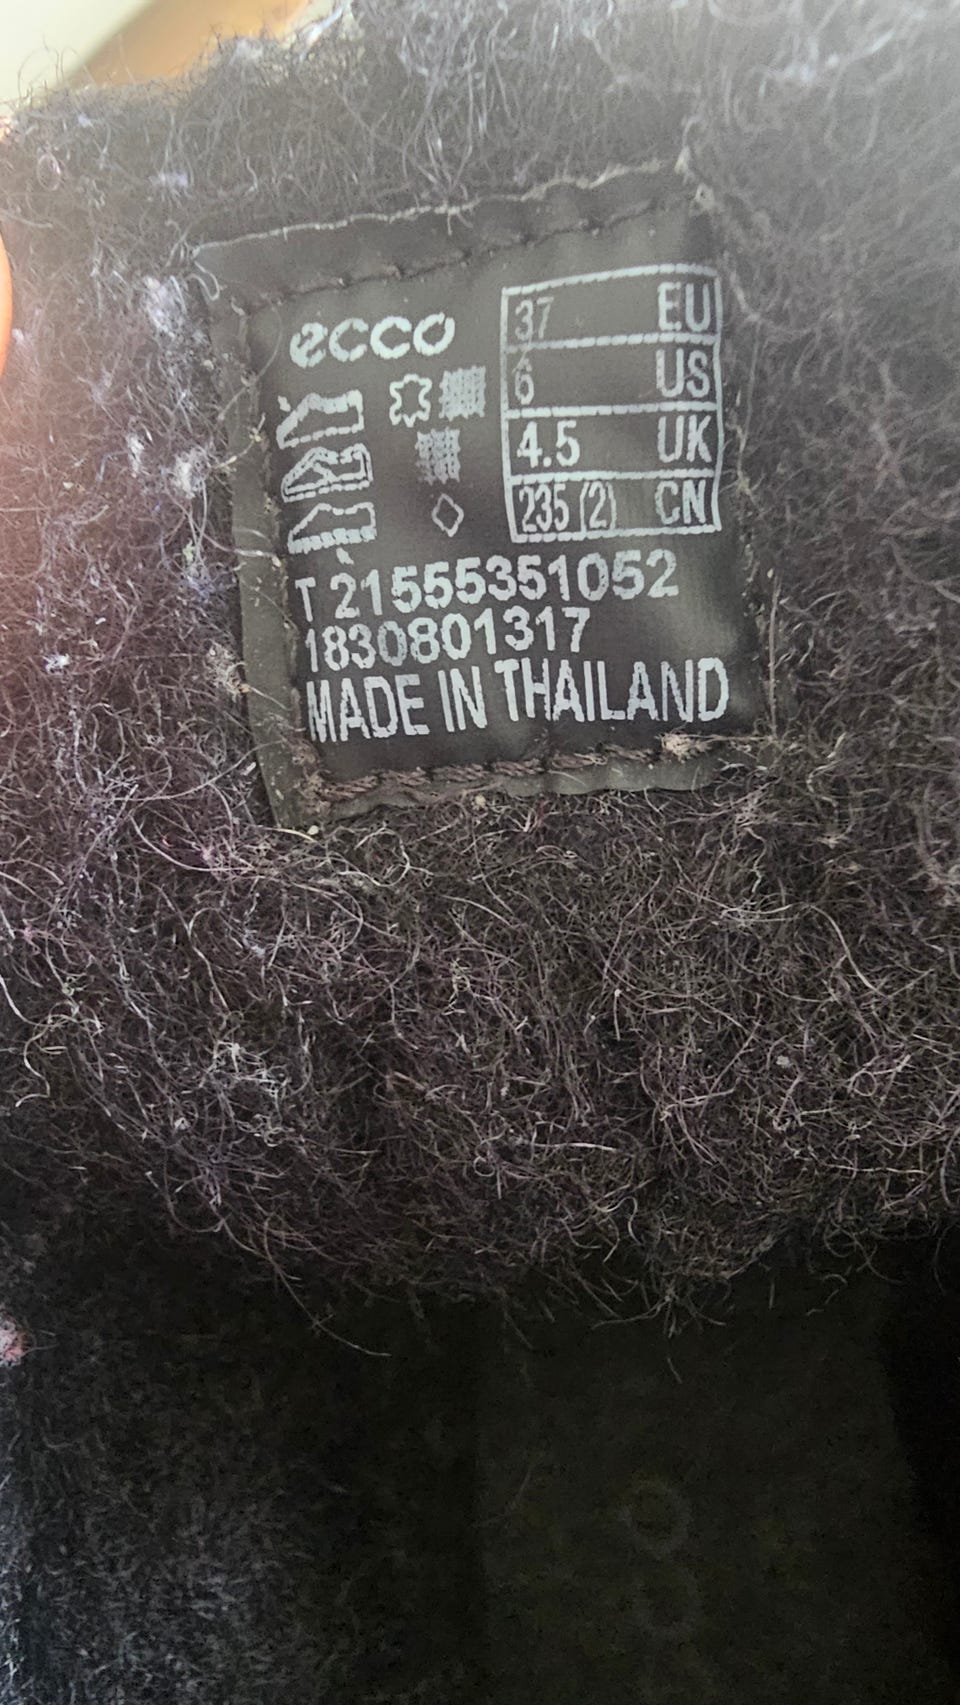 ecco
37 EU
6 US
4.5 UK
235 (2) CN
T 21555351052
1830801317
MADE IN THAILAND